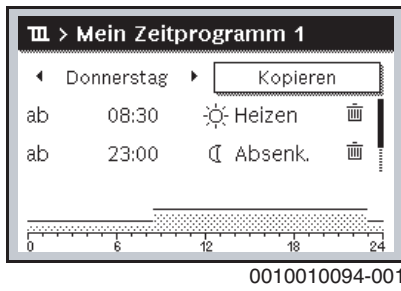 > Mein Zeitprogramm 1
Donnerstag Kopieren
ab 08:30 Heizen
ab 23:00 Absenk.
0 6 12 18 24
0010010094-001